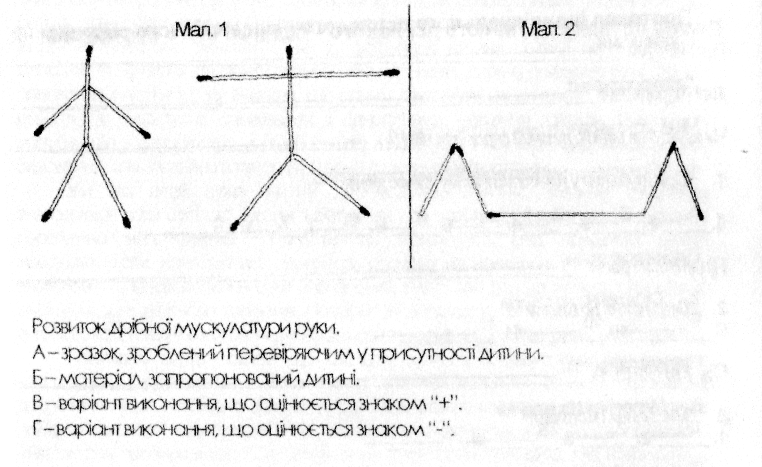 Мал. 1
Мал. 2
Розвиток дрібної мускулатури руки.
А – зразок, зроблений перевіряючим у присутності дитини.
Б – матеріал, запропонований дитині.
В – варіант виконання, що оцінюється знаком “+”.
Г – варіант виконання, що оцінюється знаком “-”.